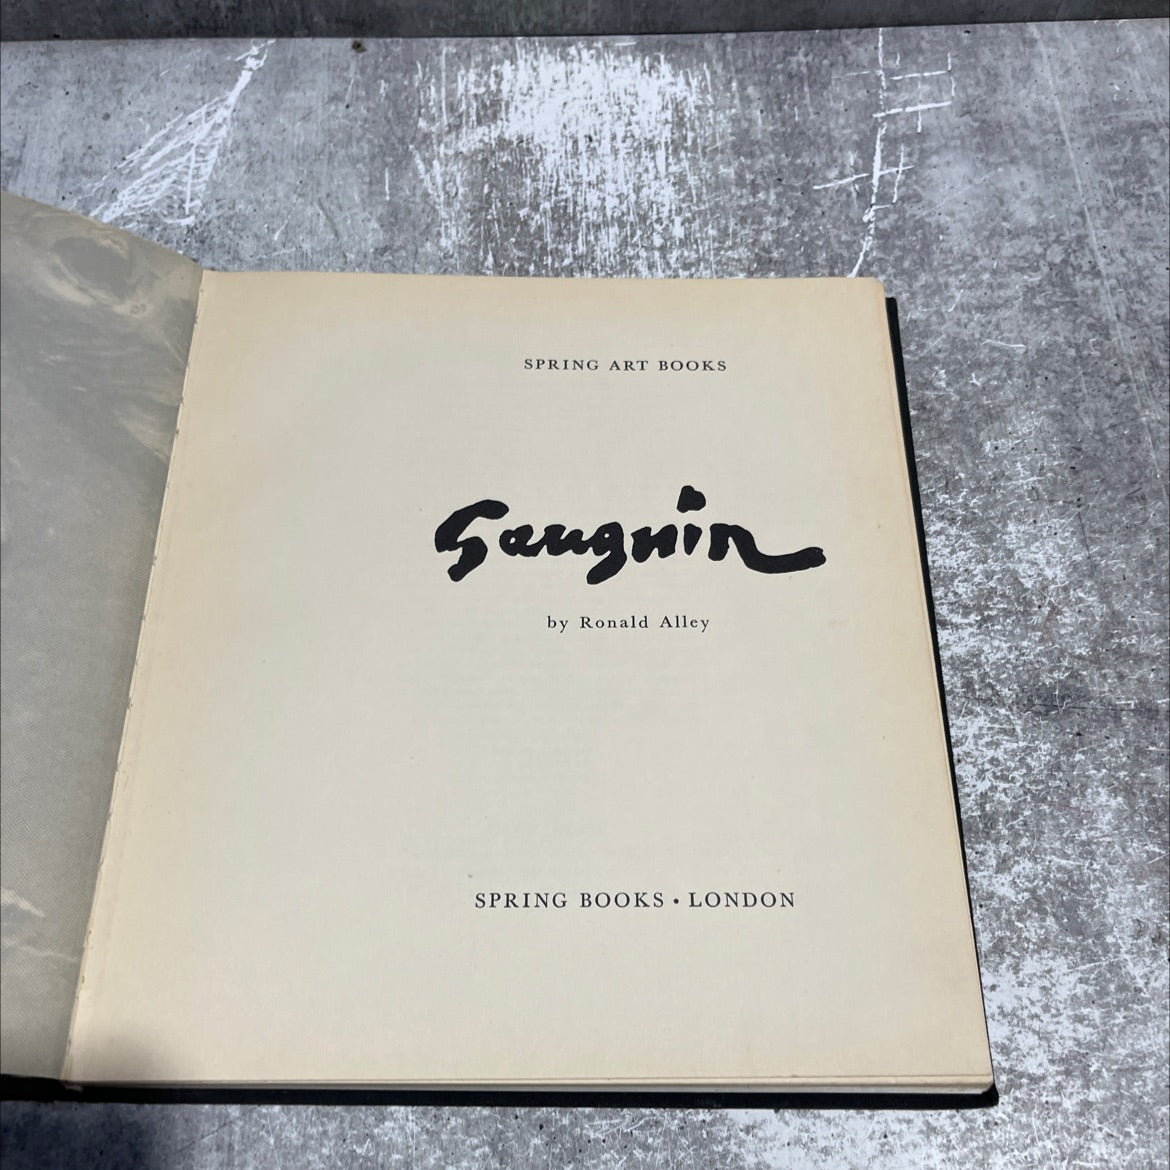 SPRING ART BOOKS
Gauguin
by Ronald Alley
SPRING BOOKS • LONDON